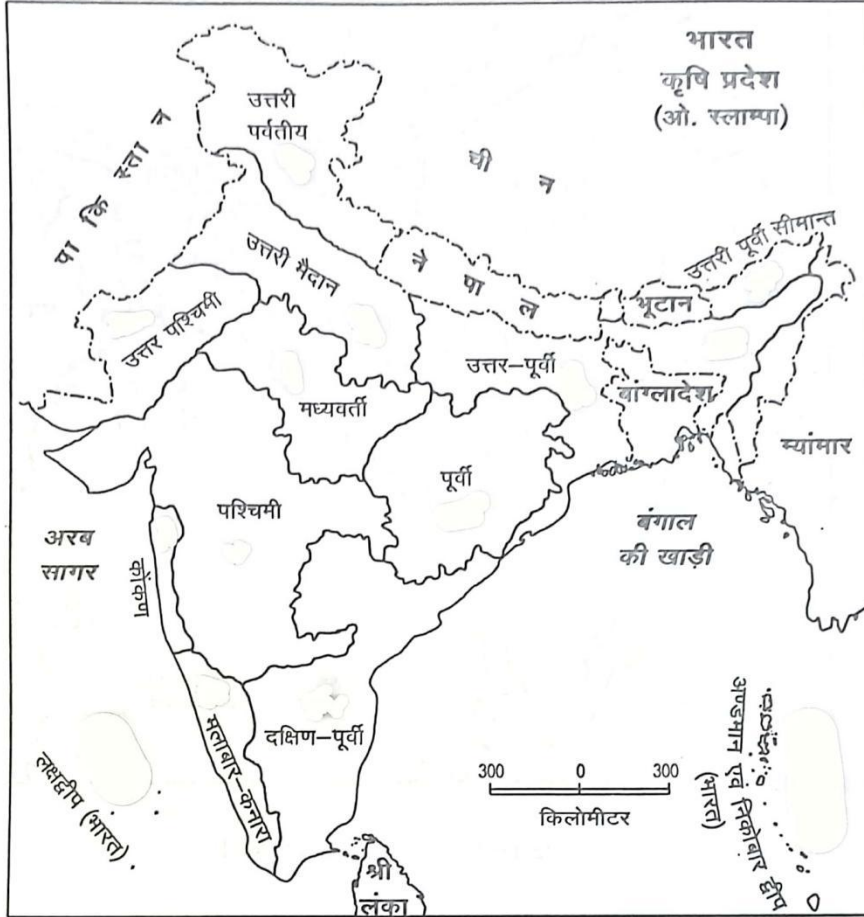 भारत
कृषि प्रदेश
(ओ. स्लाम्पा)
उत्तरी
पर्वतीय
पा कि स्ता न
ची न
उत्तरी मैदान
ने पा ल
उत्तरी पूर्वी सीमान्त
भूटान
उत्तर पश्चिमी
उत्तर–पूर्वी
बांग्लादेश
मध्यवर्ती
म्यांमार
पूर्वी
पश्चिमी
अरब
सागर
बंगाल
की खाड़ी
कोंकण
मलाबार–कनारा
दक्षिण–पूर्वी
लक्षद्वीप (भारत)
300 0 300
किलोमीटर
अण्डमान एवं निकोबार द्वीप
(भारत)
श्री
लंका